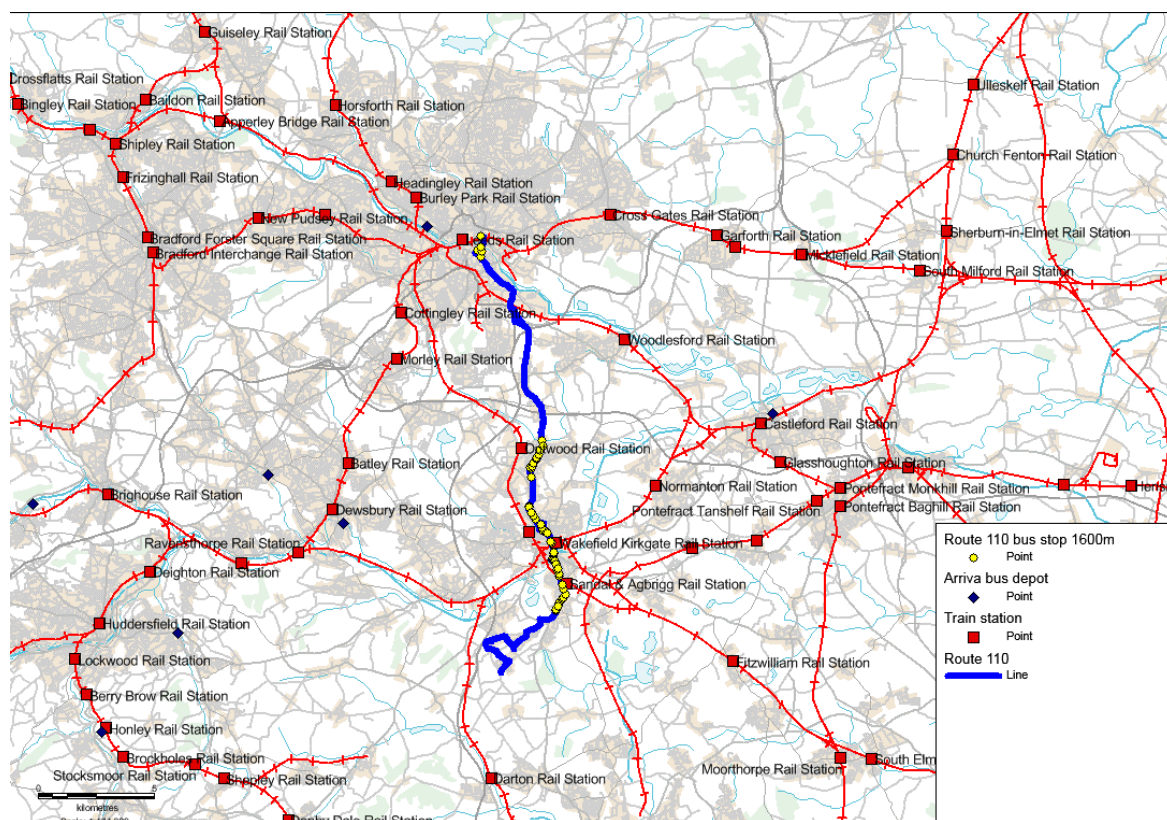 Guiseley Rail Station
Crossflatts Rail Station
Bingley Rail Station
Baildon Rail Station
Horsforth Rail Station
Ulleskelf Rail Station
Apperley Bridge Rail Station
Shipley Rail Station
Church Fenton Rail Station
Frizinghall Rail Station
Headingley Rail Station
Burley Park Rail Station
New Pudsey Rail Station
Cross Gates Rail Station
Bradford Forster Square Rail Station
Leeds Rail Station
Garforth Rail Station
Sherburn-in-Elmet Rail Station
Bradford Interchange Rail Station
Micklefield Rail Station
South Milford Rail Station
Cottingley Rail Station
Woodlesford Rail Station
Morley Rail Station
Castleford Rail Station
Outwood Rail Station
Batley Rail Station
Glasshoughton Rail Station
Brighouse Rail Station
Normanton Rail Station
Pontefract Monkhill Rail Station
Dewsbury Rail Station
Pontefract Tanshelf Rail Station
Pontefract Baghill Rail Station
Ravensthorpe Rail Station
Wakefield Kirkgate Rail Station
Deighton Rail Station
Sandal & Agbrigg Rail Station
Huddersfield Rail Station
Lockwood Rail Station
Fitzwilliam Rail Station
Berry Brow Rail Station
Honley Rail Station
Brockholes Rail Station
Stocksmoor Rail Station
Shepley Rail Station
Darton Rail Station
Moorthorpe Rail Station
South Elm
0
kilometres
Route 110 bus stop 1600m
Point
Arriva bus depot
Point
Train station
Point
Route 110
Line